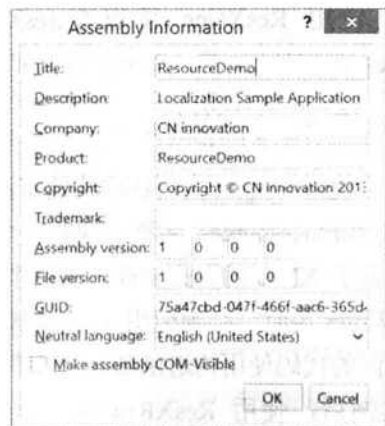 Assembly Information ? ×
Title: ResourceDemo
Description: Localization Sample Application
Company: CN innovation
Product: ResourceDemo
Copyright: Copyright © CN innovation 201
Trademark:
Assembly version: 1 0 0 0
File version: 1 0 0 0
GUID: 75a47cbd-047f-466f-aac6-365d
Neutral language: English (United States)
Make assembly COM-Visible
OK Cancel